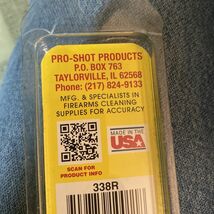 PRO-SHOT PRODUCTS
P.O. BOX 763
TAYLORVILLE, IL 62568
Phone: (217) 824-9133
MFG. & SPECIALISTS IN
FIREARMS CLEANING
SUPPLIES FOR ACCURACY
MADE IN THE
USA
SCAN FOR
PRODUCT INFO
338R